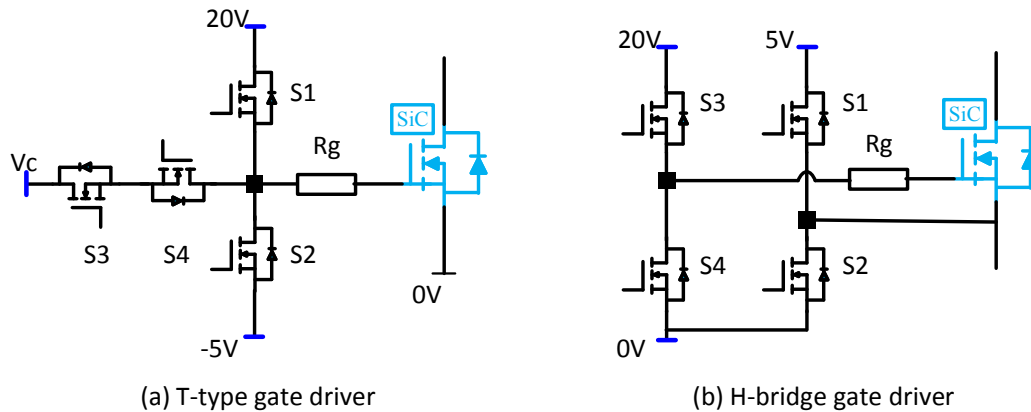 20V
S1
SiC
Rg
Vc
S3
S4
S2
0V
-5V
(a) T-type gate driver
20V
5V
S3
S1
SiC
Rg
S4
S2
0V
(b) H-bridge gate driver